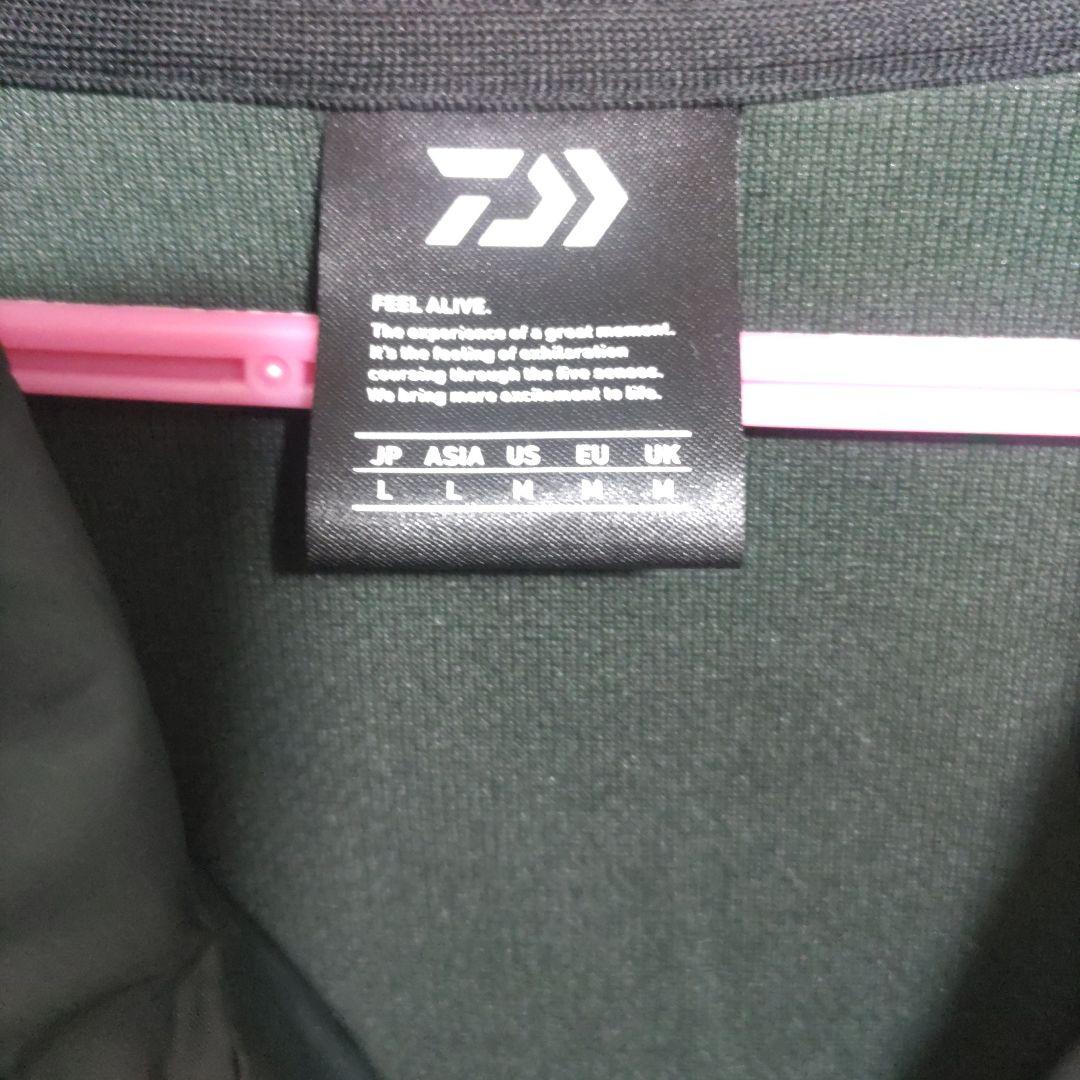 FEEL ALIVE.
The experience of a great moment.
It's the feeling of exhilaration
coursing through the five senses.
We bring more excitement to life.
JP ASIA US EU UK
L L M M M